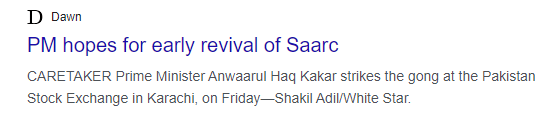 D Dawn
PM hopes for early revival of Saarc
CARETAKER Prime Minister Anwaarul Haq Kakar strikes the gong at the Pakistan
Stock Exchange in Karachi, on Friday—Shakil Adil/White Star.